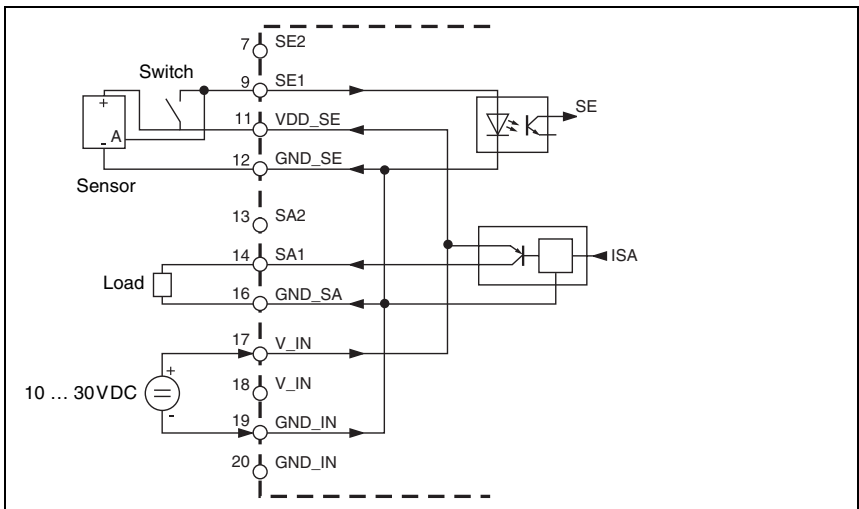 7 SE2
Switch
9 SE1
SE
+
11 VDD_SE
- A
12 GND_SE
Sensor
13 SA2
14 SA1
ISA
Load
16 GND_SA
17 V_IN
+
10 ... 30VDC
18 V_IN
-
19 GND_IN
20 GND_IN